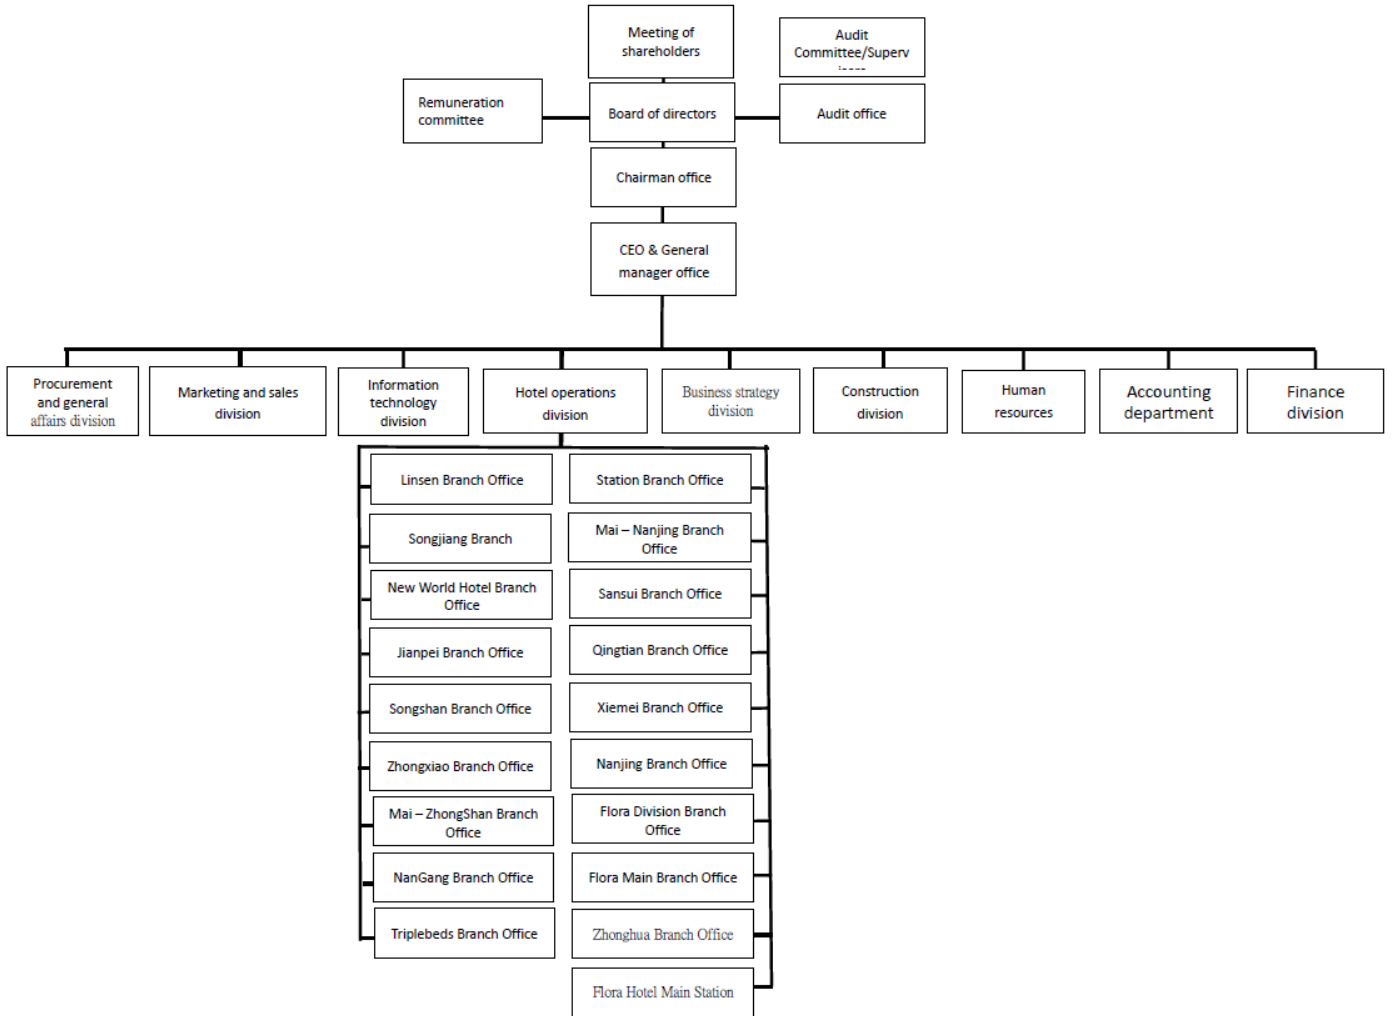 Meeting of
shareholders
Audit
Committee/Superv
Remuneration
committee
Board of directors
Audit office
Chairman office
CEO & General
manager office
Procurement
and general
affairs division
Marketing and sales
division
Information
technology
division
Hotel operations
division
Business strategy
division
Construction
division
Human
resources
Accounting
department
Finance
division
Linsen Branch Office
Station Branch Office
Songjiang Branch
Mai – Nanjing Branch
Office
New World Hotel Branch
Office
Sansui Branch Office
Jianpei Branch Office
Qingtian Branch Office
Songshan Branch Office
Xiemei Branch Office
Zhongxiao Branch Office
Nanjing Branch Office
Mai – ZhongShan Branch
Office
Flora Division Branch
Office
NanGang Branch Office
Flora Main Branch Office
Triplebeds Branch Office
Zhonghua Branch Office
Flora Hotel Main Station